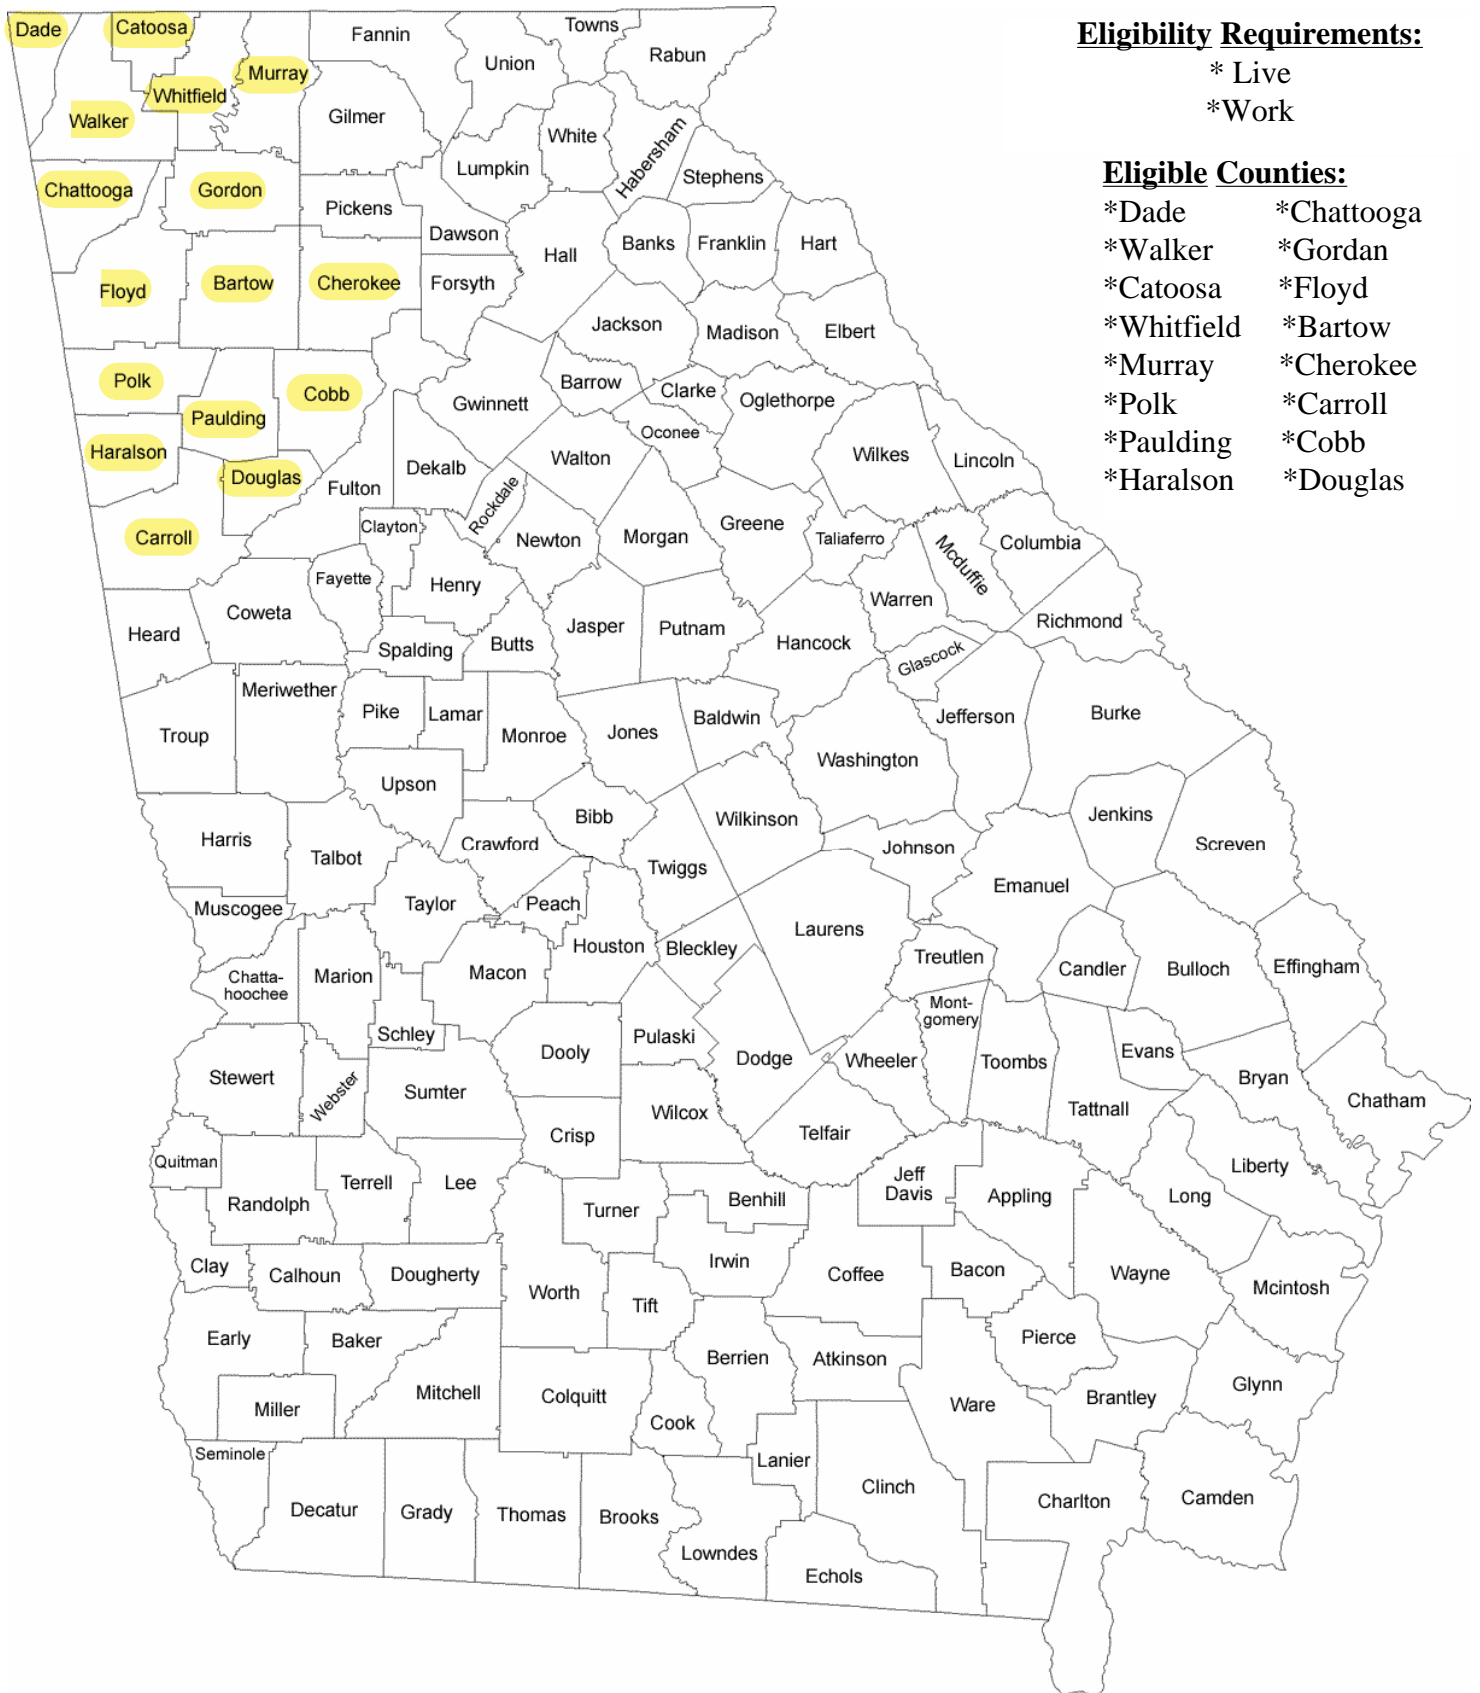 Eligibility Requirements:
* Live
*Work
Eligible Counties:
*Dade *Chattooga
*Walker *Gordan
*Catoosa *Floyd
*Whitfield *Bartow
*Murray *Cherokee
*Polk *Carroll
*Paulding *Cobb
*Haralson *Douglas
Dade
Catoosa
Fannin
Towns
Union
Rabun
Murray
Whitfield
Walker
Gilmer
White
Habersham
Lumpkin
Stephens
Chattooga
Gordon
Pickens
Dawson
Hall
Banks
Franklin
Hart
Floyd
Bartow
Cherokee
Forsyth
Jackson
Madison
Elbert
Polk
Cobb
Barrow
Clarke
Oglethorpe
Paulding
Gwinnett
Oconee
Haralson
Douglas
Dekalb
Walton
Wilkes
Lincoln
Fulton
Rockdale
Carroll
Clayton
Newton
Morgan
Greene
Taliaferro
Mcduffie
Columbia
Fayette
Henry
Warren
Coweta
Heard
Spalding
Butts
Jasper
Putnam
Hancock
Richmond
Glascock
Meriwether
Pike
Lamar
Monroe
Jones
Baldwin
Jefferson
Burke
Troup
Washington
Upson
Bibb
Wilkinson
Jenkins
Harris
Talbot
Crawford
Twiggs
Johnson
Screven
Emanuel
Muscogee
Taylor
Peach
Houston
Bleckley
Laurens
Treutlen
Candler
Bulloch
Effingham
Chatta-
hoochee
Marion
Macon
Mont-
gomery
Schley
Dooly
Pulaski
Dodge
Wheeler
Toombs
Evans
Stewert
Webster
Sumter
Bryan
Chatham
Wilcox
Tattnall
Crisp
Telfair
Quitman
Liberty
Randolph
Terrell
Lee
Turner
Benhill
Jeff
Davis
Appling
Long
Clay
Calhoun
Dougherty
Irwin
Coffee
Bacon
Wayne
Mcintosh
Worth
Tift
Early
Baker
Berrien
Atkinson
Pierce
Miller
Mitchell
Colquitt
Cook
Ware
Brantley
Glynn
Seminole
Lanier
Clinch
Charlton
Camden
Decatur
Grady
Thomas
Brooks
Lowndes
Echols